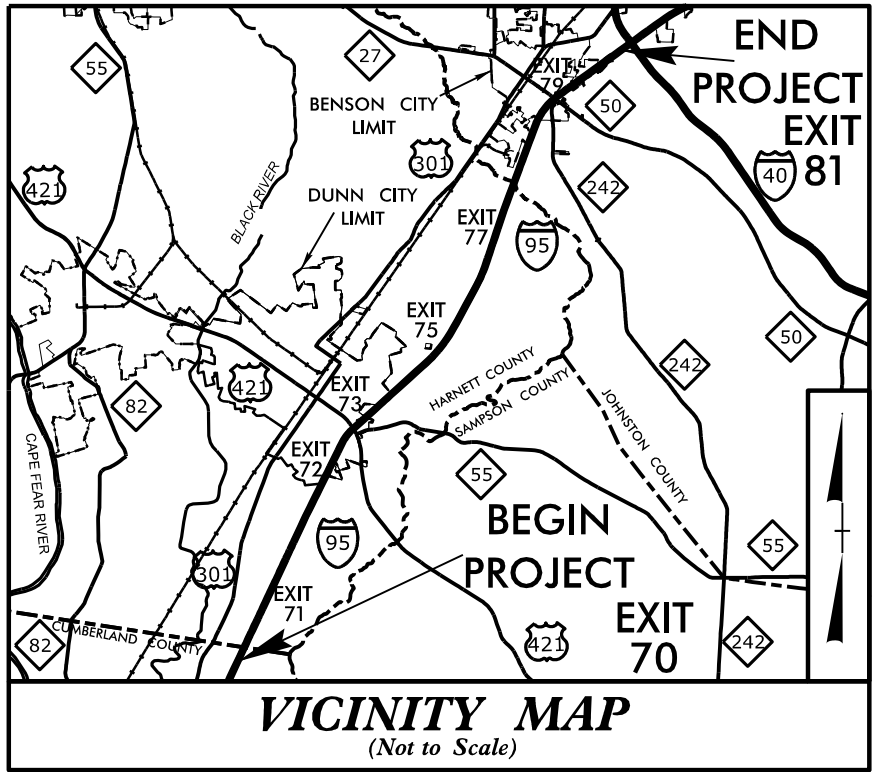 END
PROJECT
EXIT
81
27
55
EXIT
79
50
BENSON CITY
LIMIT
301
40
421
BLACK RIVER
DUNN CITY
LIMIT
242
EXIT
77
95
EXIT
75
50
242
421
EXIT
73
HARNETT COUNTY
SAMPSON COUNTY
JOHNSTON COUNTY
82
CAPE FEAR RIVER
EXIT
72
55
BEGIN
PROJECT
95
55
301
EXIT
71
EXIT
70
421
242
82
CUMBERLAND COUNTY
VICINITY MAP
(Not to Scale)